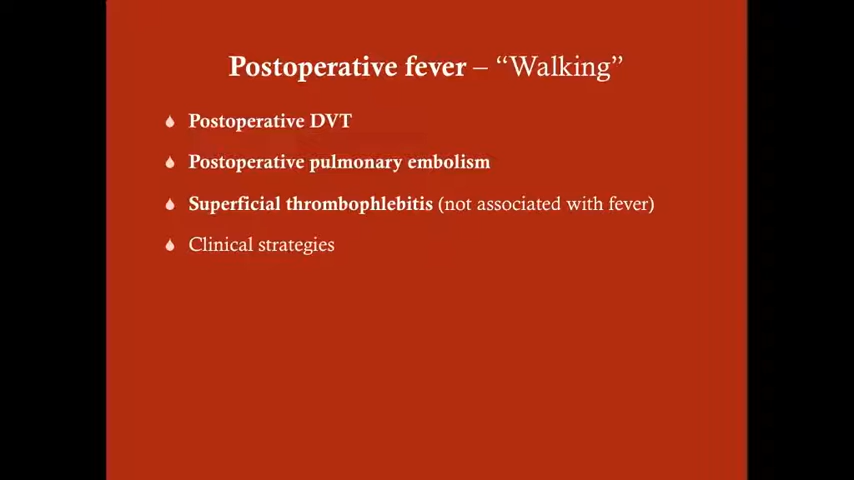 Postoperative fever – “Walking”
Postoperative DVT
Postoperative pulmonary embolism
Superficial thrombophlebitis (not associated with fever)
Clinical strategies